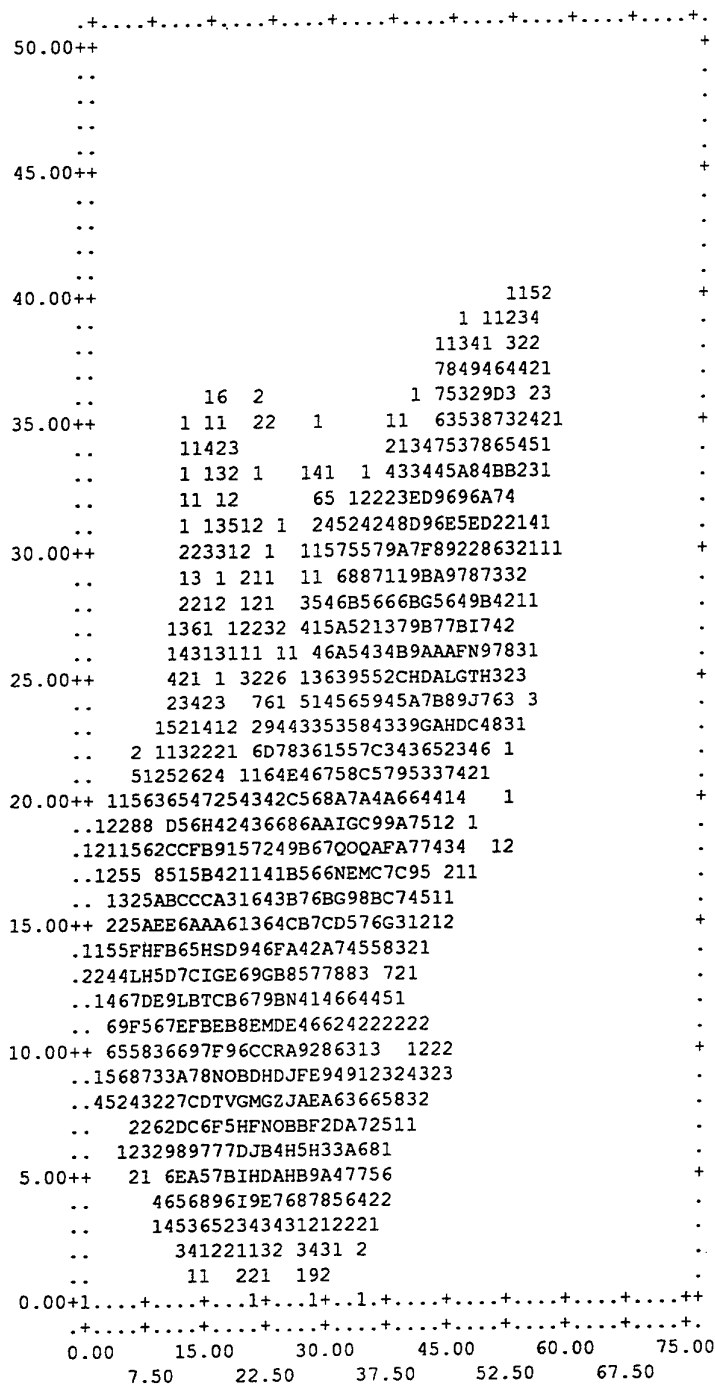 .+....+....+....+....+....+....+....+....+....+....+.
50.00++ +
.. .
.. .
.. .
.. .
45.00++ +
.. .
.. .
.. .
.. .
40.00++ 1152 +
.. 1 11234 .
.. 11341 322 .
.. 7849464421 .
.. 16 2 1 75329D3 23 .
35.00++ 1 11 22 1 11 63538732421 +
.. 11423 21347537865451 .
.. 1 132 1 141 1 433445A84BB231 .
.. 11 12 65 12223ED9696A74 .
.. 1 13512 1 24524248D96E5ED22141 .
30.00++ 223312 1 11575579A7F89228632111 +
.. 13 1 211 11 6887119BA9787332 .
.. 2212 121 3546B5666BG5649B4211 .
.. 1361 12232 415A521379B77BI742 .
.. 14313111 11 46A5434B9AAAFN97831 .
25.00++ 421 1 3226 13639552CHDALGTH323 +
.. 23423 761 514565945A7B89J763 3 .
.. 1521412 29443353584339GAHDC4831 .
.. 2 1132221 6D78361557C343652346 1 .
.. 51252624 1164E46758C5795337421 .
20.00++ 115636547254342C568A7A4A664414 1 +
..12288 D56H42436686AAIGC99A7512 1 .
.1211562CCFB9157249B67QOQAFA77434 12 .
..1255 8515B421141B566NEMC7C95 211 .
.. 1325ABCCCA31643B76BG98BC74511 .
15.00++ 225AEE6AAA61364CB7CD576G31212 +
.1155FHFB65HSD946FA42A74558321 .
.2244LH5D7CIGE69GB8577883 721 .
..1467DE9LBTCB679BN414664451 .
.. 69F567EFBEB8EMDE46624222222 .
10.00++ 655836697F96CCRA9286313 1222 +
..1568733A78NOBDHDJFE94912324323 .
..45243227CDTVGMGZJAEA63665832 .
.. 2262DC6F5HFNOBBF2DA72511 .
.. 1232989777DJB4H5H33A681 .
5.00++ 21 6EA57BIHDAHB9A47756 +
.. 4656896I9E7687856422 .
.. 1453652343431212221 .
.. 341221132 3431 2 .
.. 11 221 192 .
0.00+1....+....+...1+...1+..1.+....+....+....+....+....++
.+....+....+....+....+....+....+....+....+....+....+.
0.00 15.00 30.00 45.00 60.00 75.00
7.50 22.50 37.50 52.50 67.50